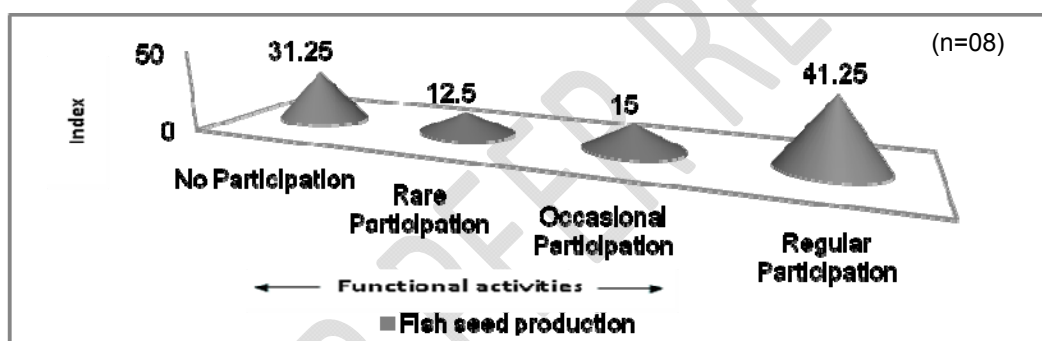 (n=08)
50
31.25
41.25
12.5
15
Index
0
No Participation
Rare
Participation
Occasional
Participation
Regular
Participation
Functional activities
Fish seed production